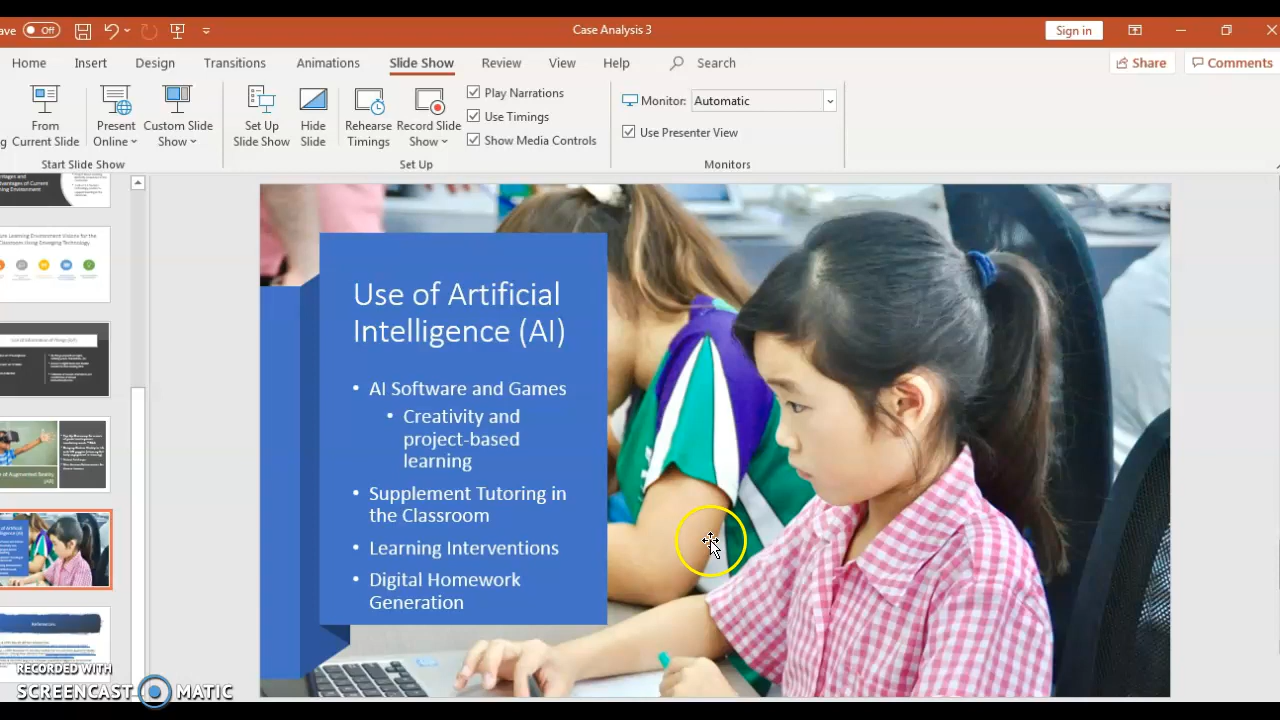 ave Off
Case Analysis 3
Sign in
Home Insert Design Transitions Animations Slide Show Review View Help Search
Share Comments
From
Current Slide
Present
Online
Custom Slide
Show
Set Up
Slide Show
Hide
Slide
Rehearse
Timings
Record Slide
Show
Play Narrations
Use Timings
Show Media Controls
Monitor: Automatic
Use Presenter View
Start Slide Show
Set Up
Monitors
Use of Artificial
Intelligence (AI)
• AI Software and Games
• Creativity and
project-based
learning
• Supplement Tutoring in
the Classroom
• Learning Interventions
• Digital Homework
Generation
References
RECORDED WITH
SCREENCAST MATIC